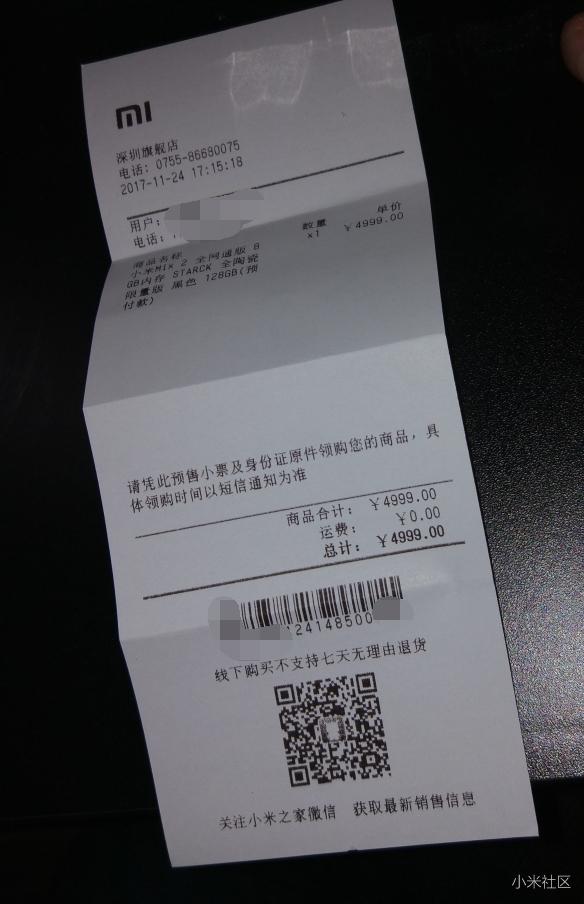 mi
深圳旗舰店
电话: 0755-86680075
2017-11-24 17:15:18
用户:
电话:
商品名称 数量 单价
小米Mix 2 全网通版 8 x1 ￥4999.00
GB内存 STARCK 全陶瓷
限量版 黑色 128GB(预
付款)
请凭此预售小票及身份证原件领购您的商品，具
体领购时间以短信通知为准
商品合计: ￥4999.00
运费: ￥0.00
总计: ￥4999.00
124148500
线下购买不支持七天无理由退货
关注小米之家微信 获取最新销售信息
小米社区